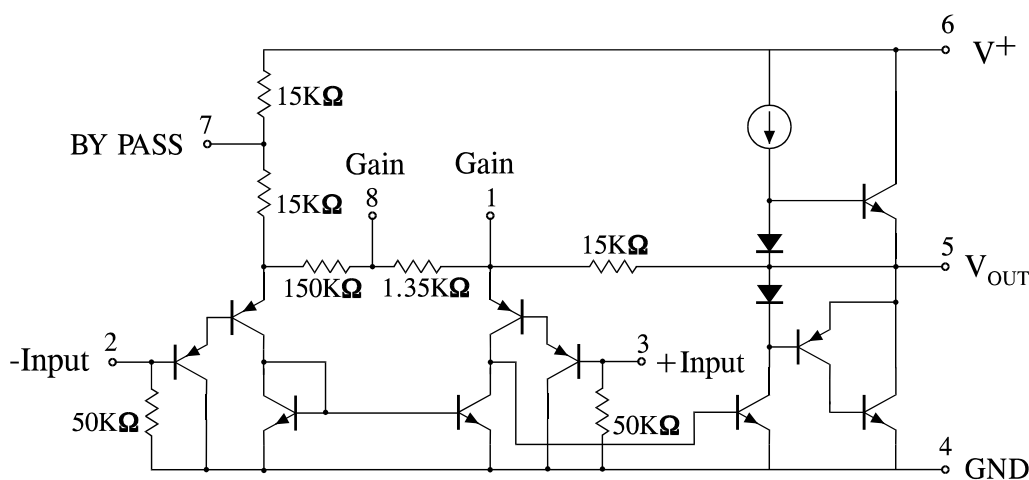 6
V+
15KΩ
7
BY PASS
Gain
8
Gain
1
15KΩ
15KΩ
5
VOUT
150KΩ
1.35KΩ
2
-Input
3
+Input
50KΩ
50KΩ
4
GND